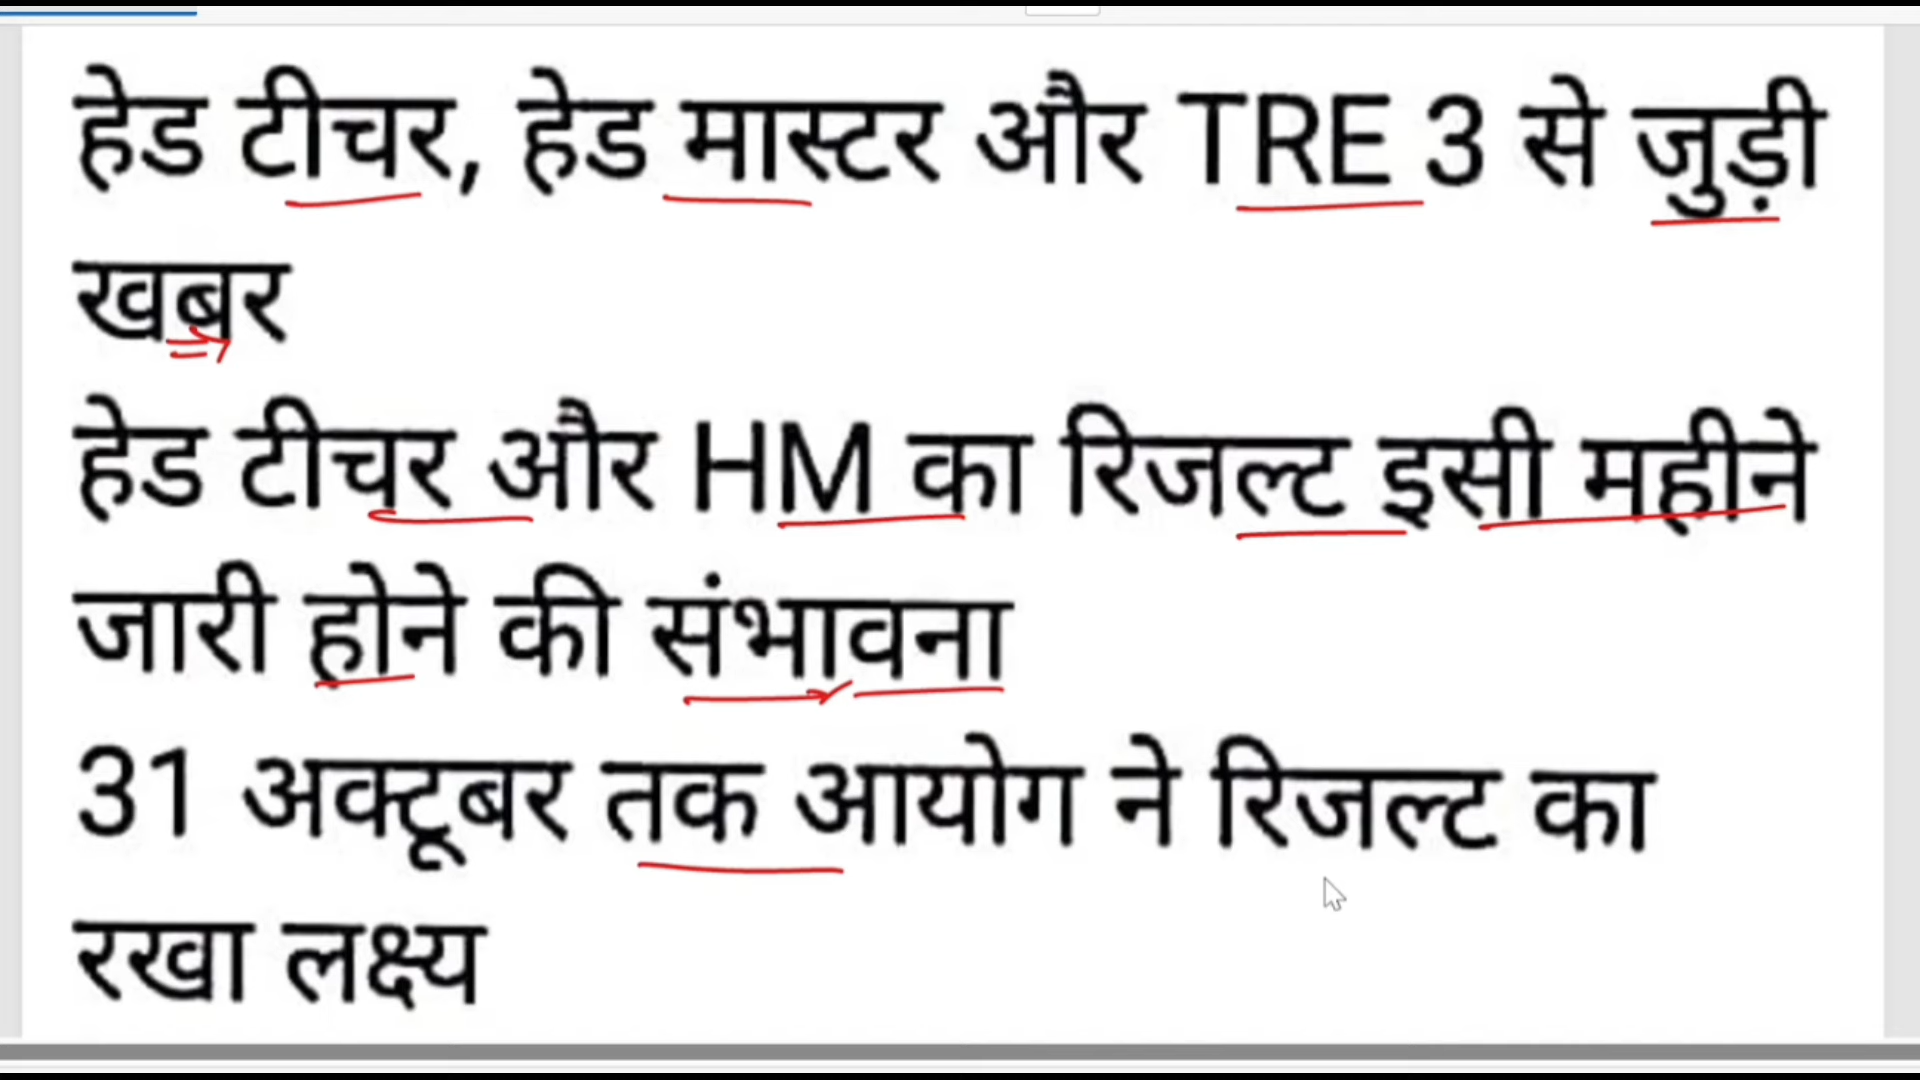 हेड टीचर, हेड मास्टर और TRE 3 से जुड़ी
खबर
हेड टीचर और HM का रिजल्ट इसी महीने
जारी होने की संभावना
31 अक्टूबर तक आयोग ने रिजल्ट का
रखा लक्ष्य